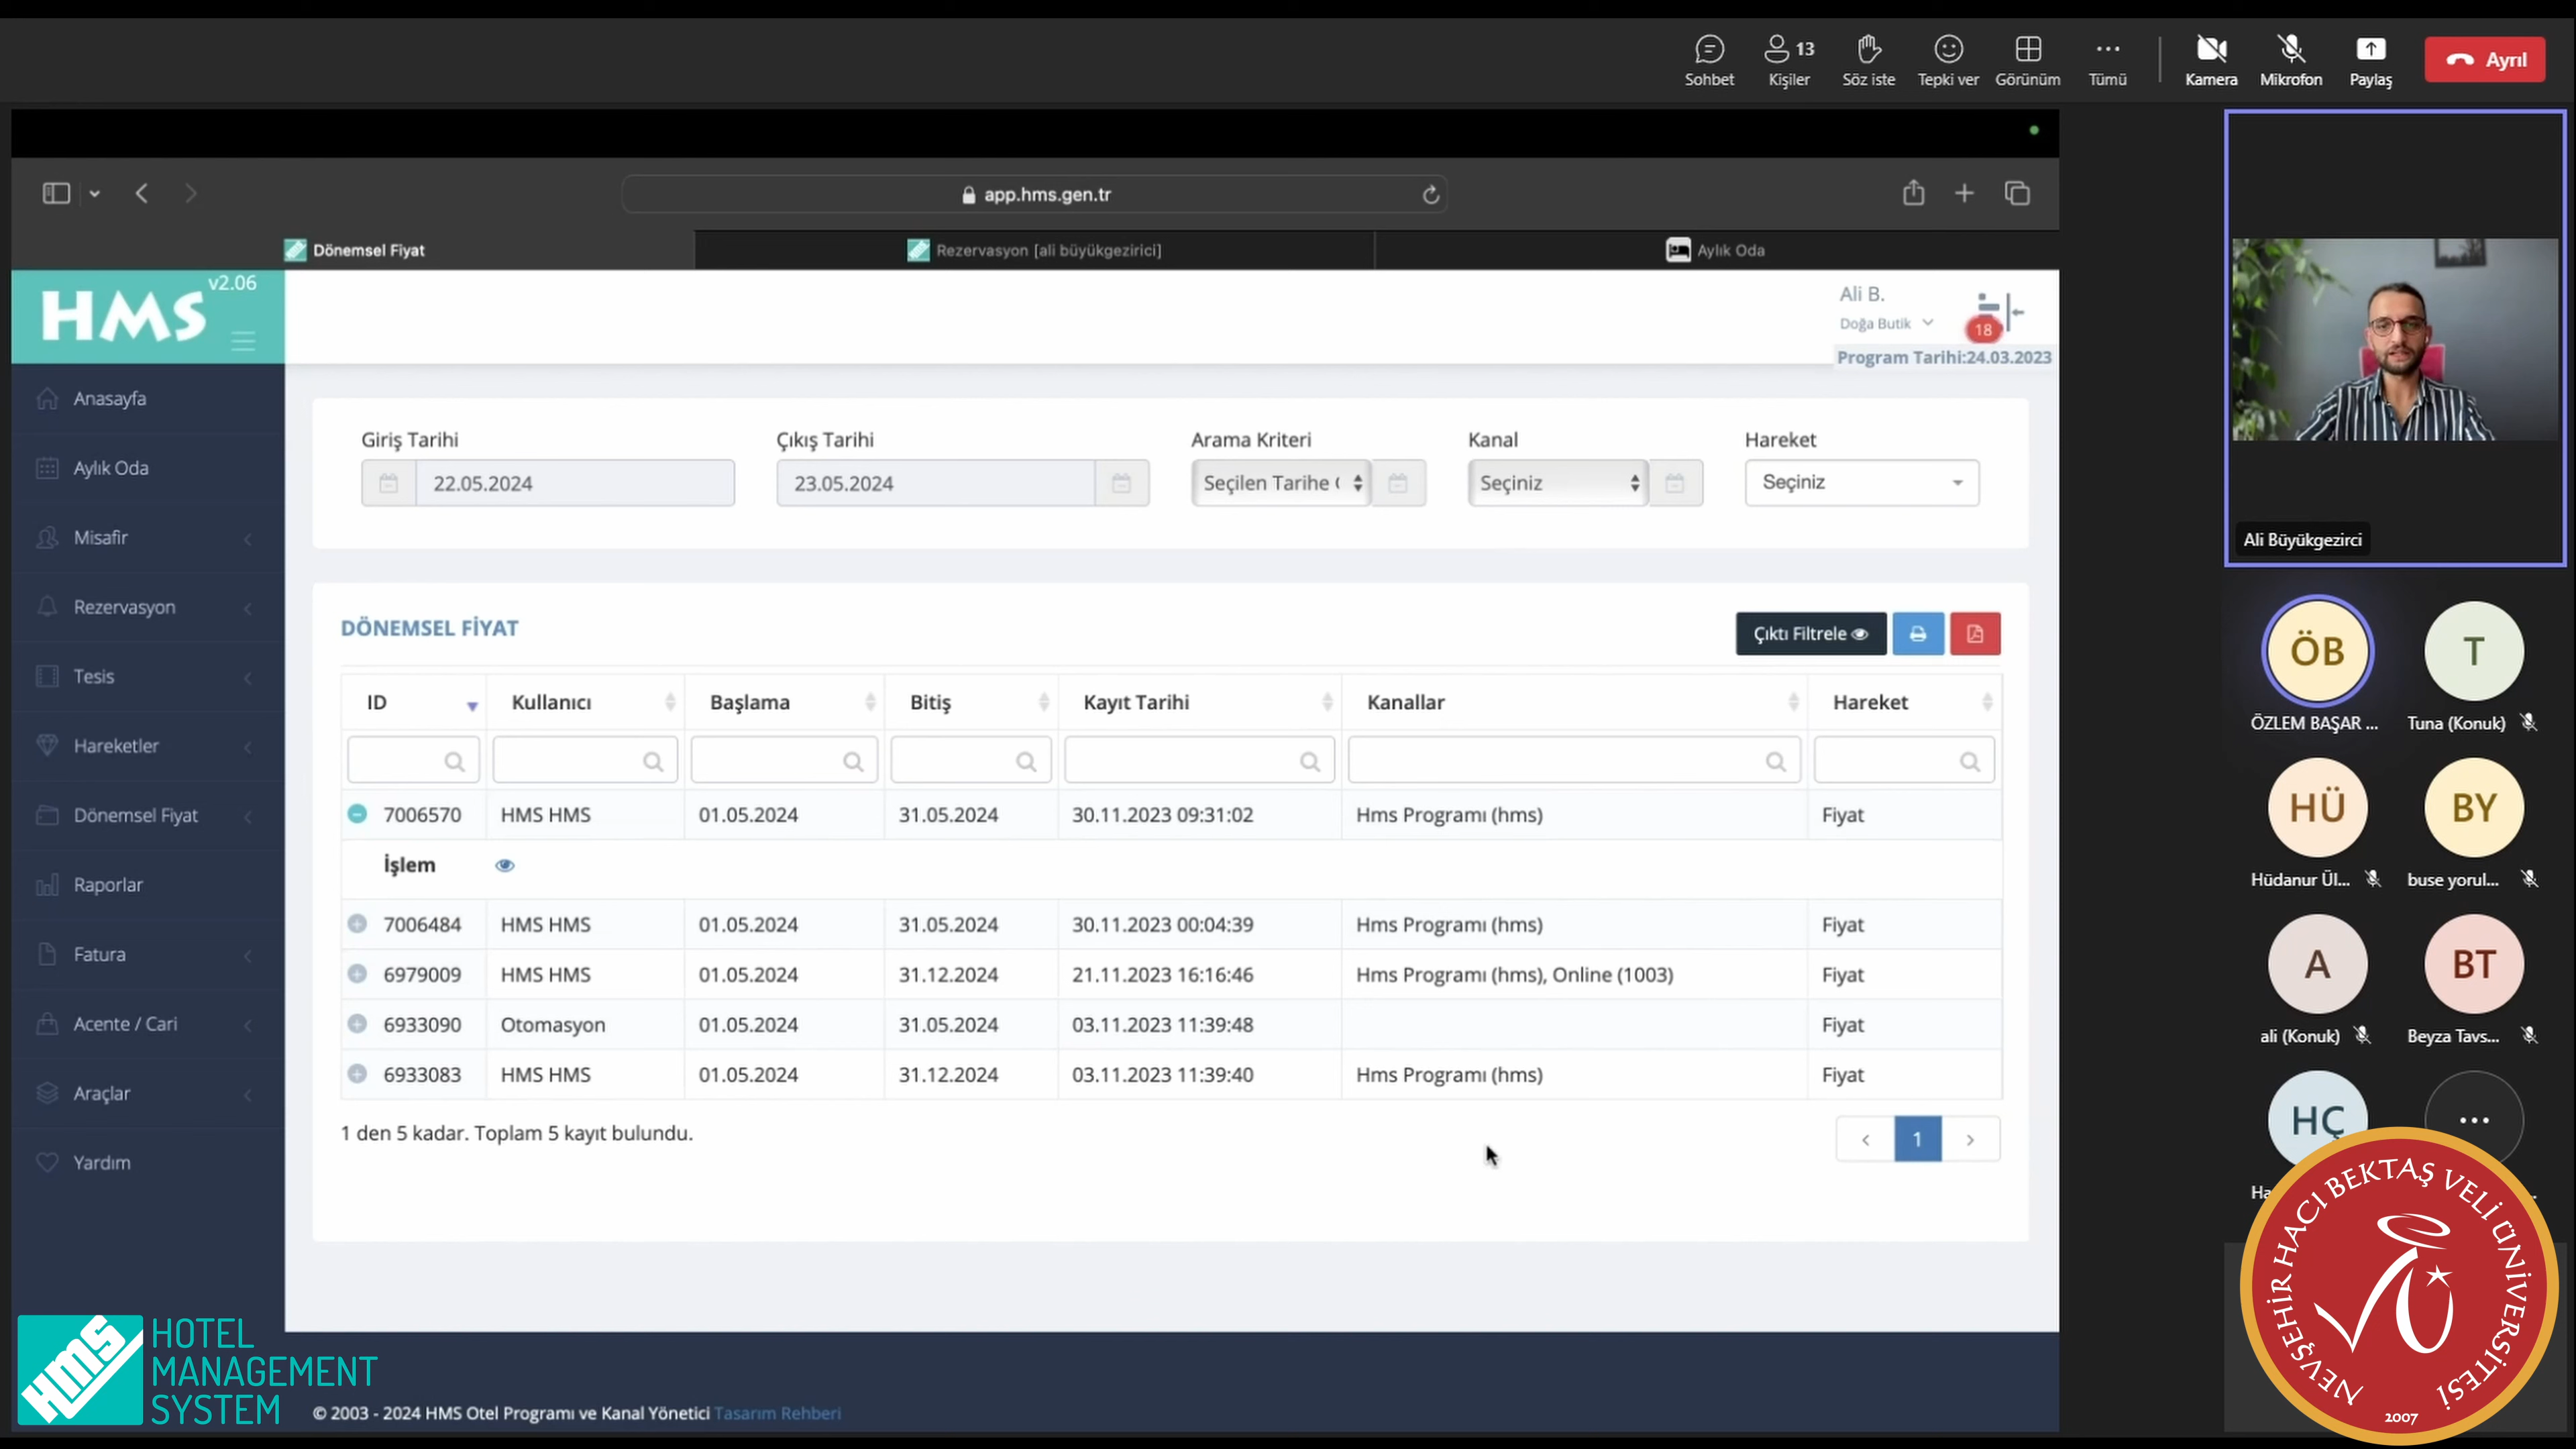 Sohbet
Kişiler 13
Söz iste
Tepki ver
Görünüm
Tümü
Kamera
Mikrofon
Paylaş
Ayrıl
app.hms.gen.tr
Dönemsel Fiyat
Rezervasyon [ali büyükgezirici]
Aylık Oda
HMS v2.06
Ali B.
Doğa Butik
18
Program Tarihi:24.03.2023
Anasayfa
Aylık Oda
Misafir
Rezervasyon
Tesis
Hareketler
Dönemsel Fiyat
Raporlar
Fatura
Acente / Cari
Araçlar
Yardım
Giriş Tarihi Çıkış Tarihi Arama Kriteri Kanal Hareket
22.05.2024 23.05.2024 Seçilen Tarihe Seçiniz Seçiniz
DÖNEMSEL FİYAT
Çıktı Filtrele
ID Kullanıcı Başlama Bitiş Kayıt Tarihi Kanallar Hareket
7006570 HMS HMS 01.05.2024 31.05.2024 30.11.2023 09:31:02 Hms Programı (hms) Fiyat
İşlem
7006484 HMS HMS 01.05.2024 31.05.2024 30.11.2023 00:04:39 Hms Programı (hms) Fiyat
6979009 HMS HMS 01.05.2024 31.12.2024 21.11.2023 16:16:46 Hms Programı (hms), Online (1003) Fiyat
6933090 Otomasyon 01.05.2024 31.05.2024 03.11.2023 11:39:48 Fiyat
6933083 HMS HMS 01.05.2024 31.12.2024 03.11.2023 11:39:40 Hms Programı (hms) Fiyat
1 den 5 kadar. Toplam 5 kayıt bulundu.
1
© 2003 - 2024 HMS Otel Programı ve Kanal Yönetici Tasarım Rehberi
HMS
HOTEL
MANAGEMENT
SYSTEM
Ali Büyükgezirci
ÖB T
ÖZLEM BAŞAR ... Tuna (Konuk)
HÜ BY
Hüdanur Ül... buse yorul...
A BT
ali (Konuk) Beyza Tavs...
HÇ ...
NEVŞEHİR HACI BEKTAŞ VELİ ÜNİVERSİTESİ
2007